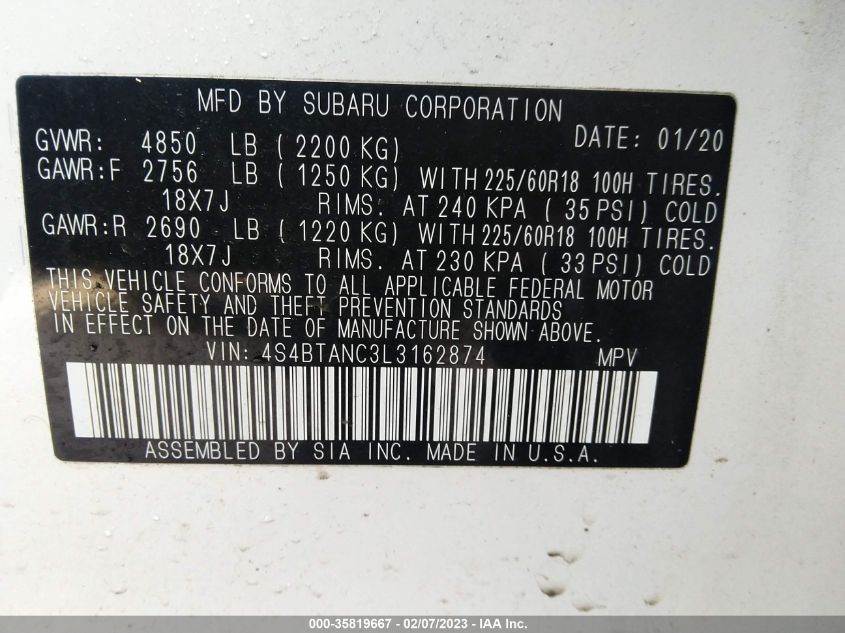 MFD BY SUBARU CORPORATION
GVWR: 4850 LB ( 2200 KG) DATE: 01/20
GAWR:F 2756 LB ( 1250 KG) WITH 225/60R18 100H TIRES.
18X7J RIMS. AT 240 KPA ( 35 PSI) COLD
GAWR:R 2690 LB ( 1220 KG) WITH 225/60R18 100H TIRES.
18X7J RIMS. AT 230 KPA ( 33 PSI) COLD
THIS VEHICLE CONFORMS TO ALL APPLICABLE FEDERAL MOTOR
VEHICLE SAFETY AND THEFT PREVENTION STANDARDS
IN EFFECT ON THE DATE OF MANUFACTURE SHOWN ABOVE.
VIN: 4S4BTANC3L3162874 MPV
ASSEMBLED BY SIA INC. MADE IN U.S.A.
000-35819667 - 02/07/2023 - IAA Inc.